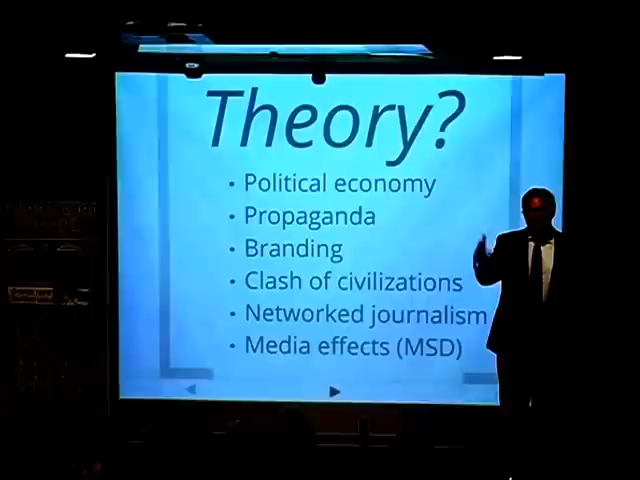 Theory?
• Political economy
• Propaganda
• Branding
• Clash of civilizations
• Networked journalism
• Media effects (MSD)